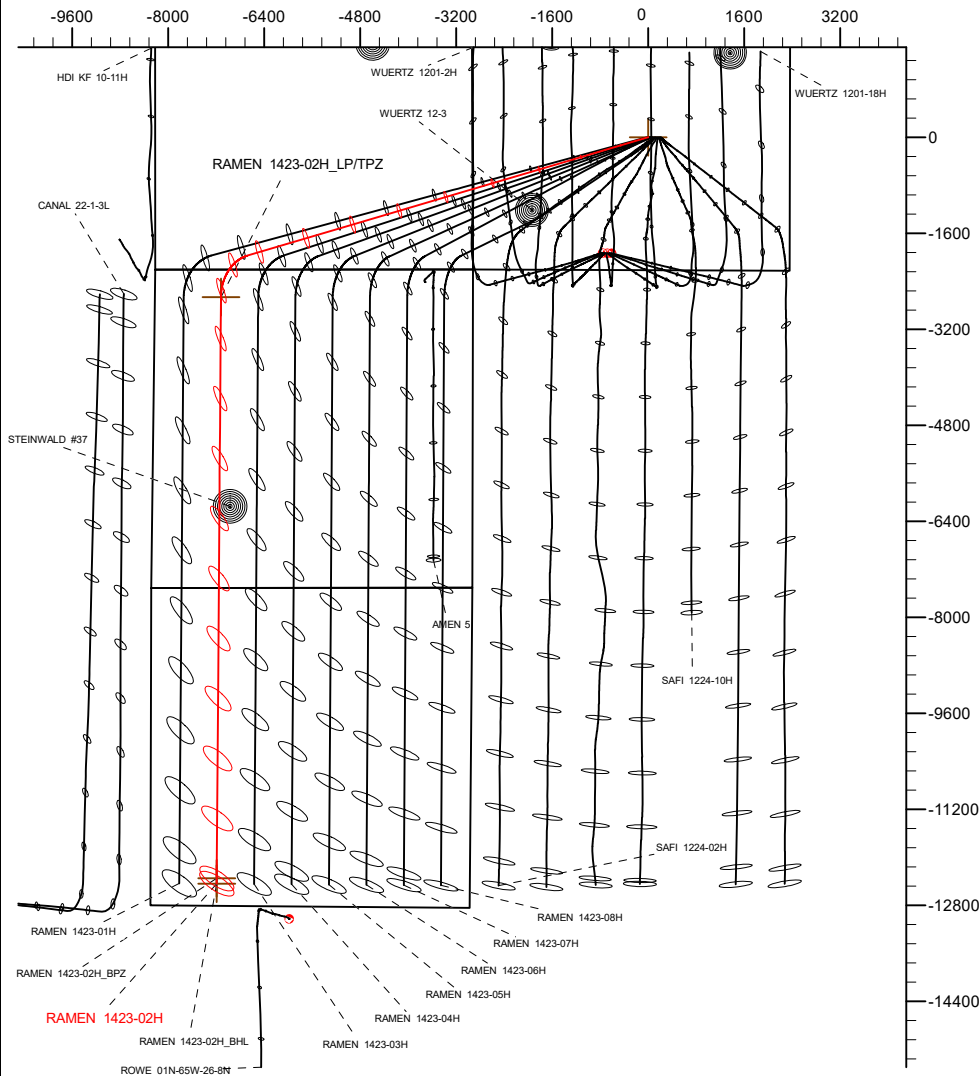 -9600 -8000 -6400 -4800 -3200 -1600 0 1600 3200
HDI KF 10-11H
WUERTZ 1201-2H
WUERTZ 1201-18H
WUERTZ 12-3
0
RAMEN 1423-02H_LP/TPZ
CANAL 22-1-3L
-1600
-3200
STEINWALD #37
-4800
-6400
AMEN 5
-8000
SAFI 1224-10H
-9600
-11200
SAFI 1224-02H
-12800
RAMEN 1423-08H
RAMEN 1423-01H
RAMEN 1423-07H
RAMEN 1423-02H_BPZ
RAMEN 1423-06H
RAMEN 1423-05H
-14400
RAMEN 1423-02H
RAMEN 1423-04H
RAMEN 1423-02H_BHL
RAMEN 1423-03H
ROWE 01N-65W-26-8N